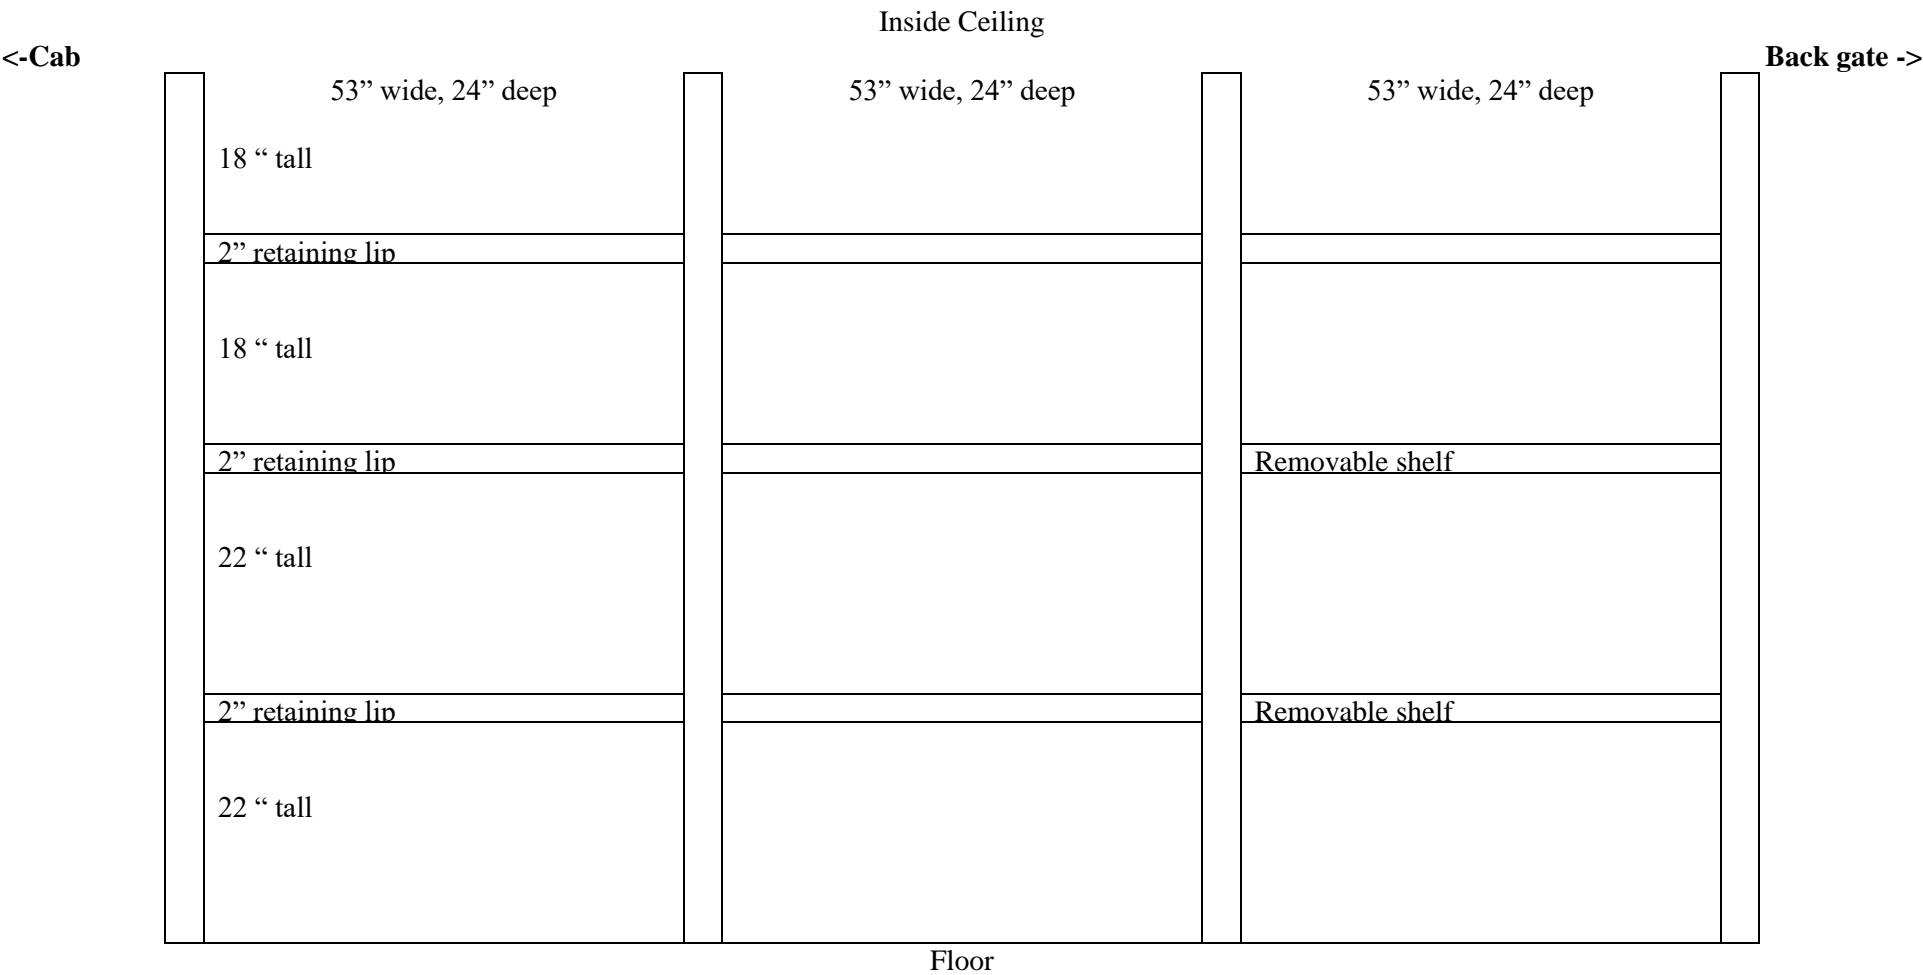 Inside Ceiling
<-Cab
Back gate ->
53” wide, 24” deep
53” wide, 24” deep
53” wide, 24” deep
18 “ tall
2” retaining lip
18 “ tall
2” retaining lip
Removable shelf
22 “ tall
2” retaining lip
Removable shelf
22 “ tall
Floor